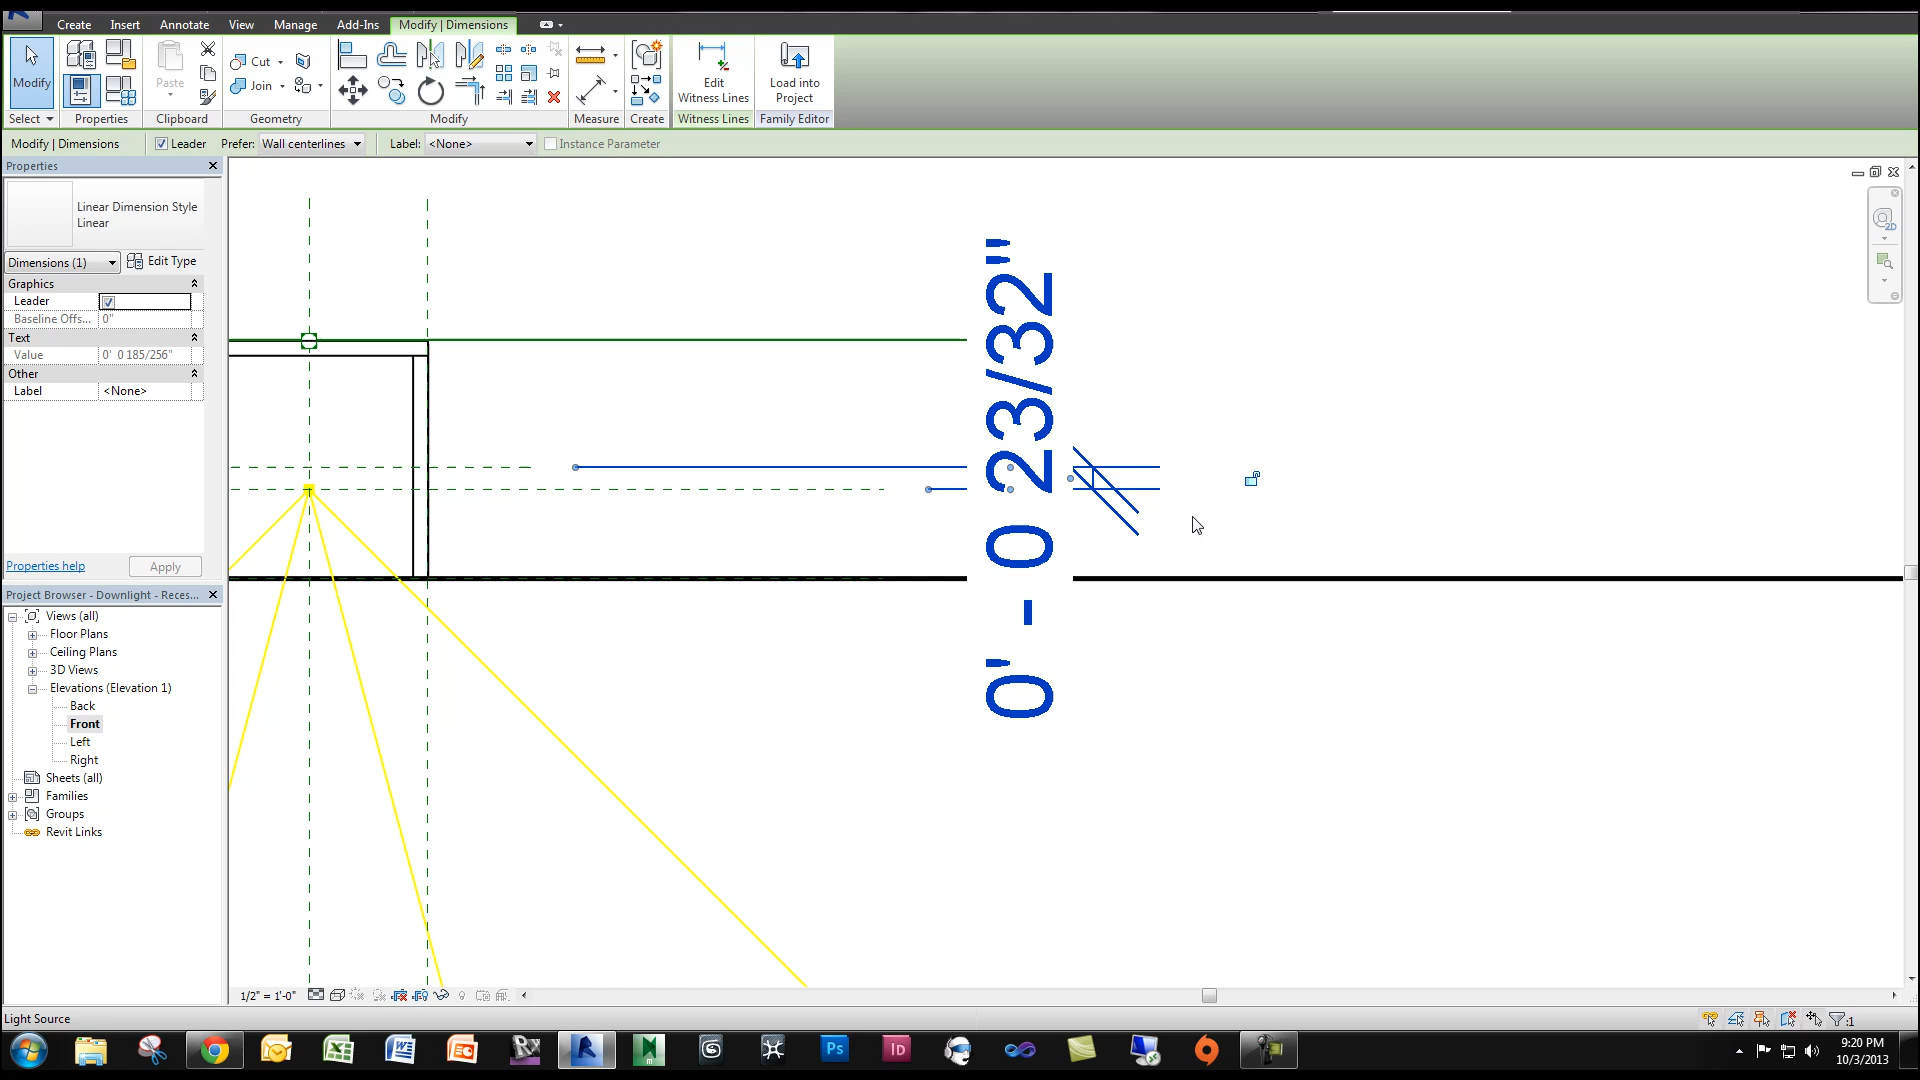 Create Insert Annotate View Manage Add-Ins Modify | Dimensions
Modify
Paste
Cut
Join
Edit
Witness Lines
Load into
Project
Select Properties Clipboard Geometry Modify Measure Create Witness Lines Family Editor
Modify | Dimensions Leader Prefer: Wall centerlines Label: <None> Instance Parameter
Properties
Linear Dimension Style
Linear
Dimensions (1) Edit Type
Graphics
Leader
Baseline Offs... 0"
Text
Value 0' 0 185/256"
Other
Label <None>
Properties help Apply
Project Browser - Downlight - Reces...
Views (all)
Floor Plans
Ceiling Plans
3D Views
Elevations (Elevation 1)
Back
Front
Left
Right
Sheets (all)
Families
Groups
Revit Links
2D
0' - 0 23/32"
1/2" = 1'-0"
Light Source
:1
Ps
Id
9:20 PM
10/3/2013